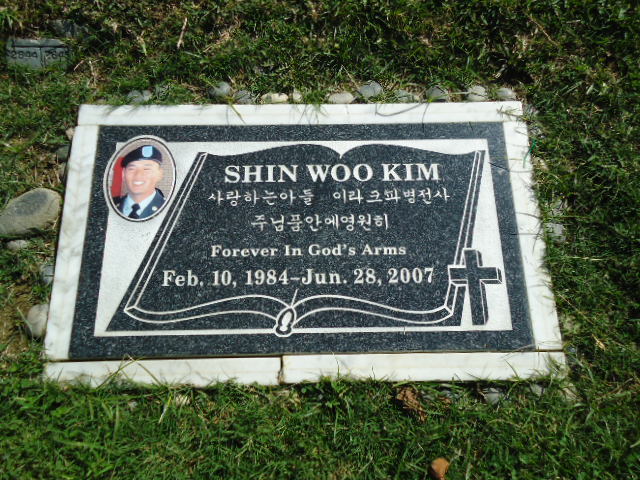 SHIN WOO KIM
사랑하는아들 이라크파병전사
주님품안에영원히
Forever In God's Arms
Feb. 10, 1984–Jun. 28, 2007